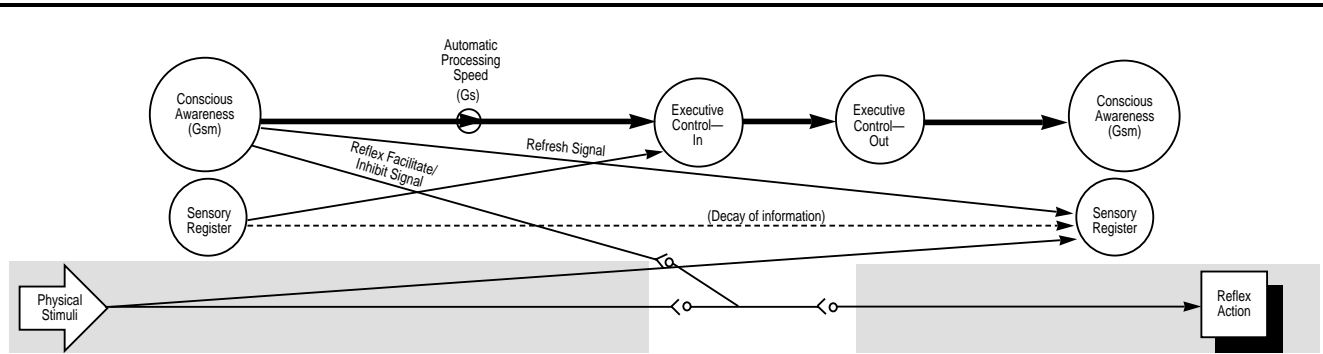 Automatic
Processing
Speed
(Gs)
Conscious
Awareness
(Gsm)
Executive
Control—
In
Executive
Control—
Out
Conscious
Awareness
(Gsm)
Reflex Facilitate/
Inhibit Signal
Refresh Signal
Sensory
Register
(Decay of information)
Sensory
Register
Physical
Stimuli
Reflex
Action